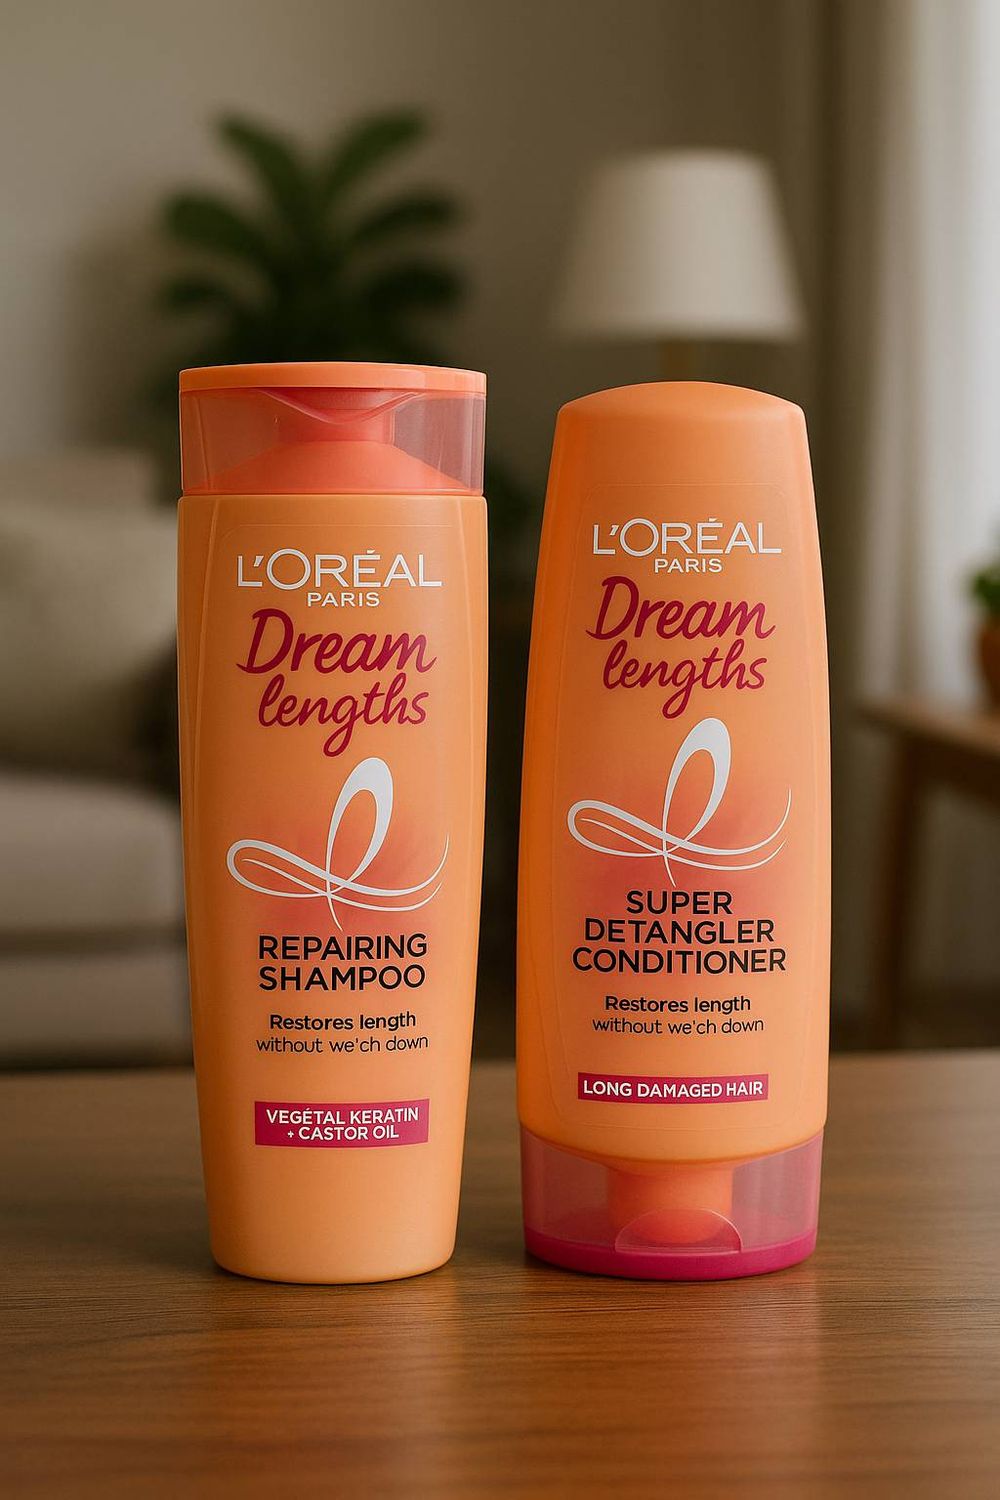 L'ORÉAL
PARIS
Dream
lengths
REPAIRING
SHAMPOO
Restores length
without we'ch down
VEGÉTAL KERATIN
+ CASTOR OIL
L'ORÉAL
PARIS
Dream
lengths
SUPER
DETANGLER
CONDITIONER
Restores length
without we'ch down
LONG DAMAGED HAIR